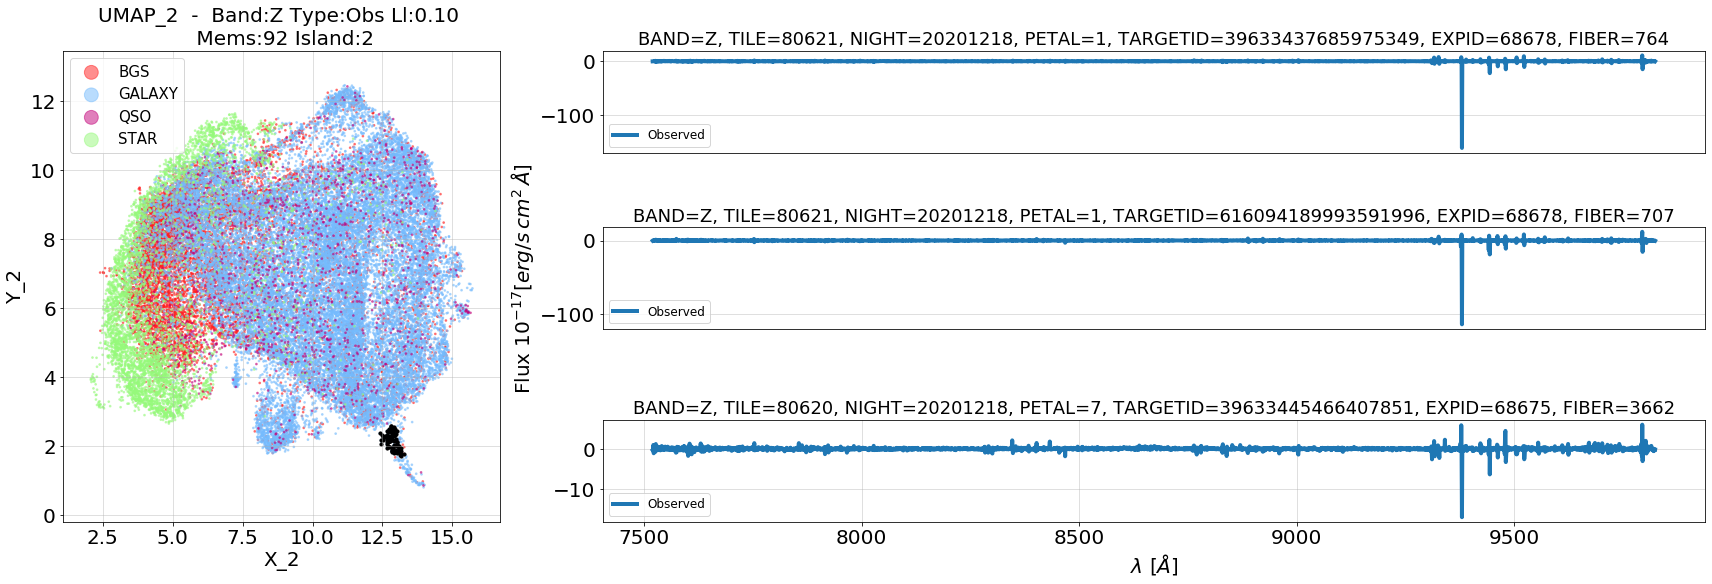 UMAP_2 - Band:Z Type:Obs Ll:0.10
Mems:92 Island:2
BGS
GALAXY
QSO
STAR
12
10
8
6
4
2
0
Y_2
2.5 5.0 7.5 10.0 12.5 15.0
X_2
Flux 10^{-17}[erg/s cm^2 Å]
BAND=Z, TILE=80621, NIGHT=20201218, PETAL=1, TARGETID=39633437685975349, EXPID=68678, FIBER=764
0
−100
Observed
BAND=Z, TILE=80621, NIGHT=20201218, PETAL=1, TARGETID=616094189993591996, EXPID=68678, FIBER=707
0
−100
Observed
BAND=Z, TILE=80620, NIGHT=20201218, PETAL=7, TARGETID=39633445466407851, EXPID=68675, FIBER=3662
0
−10
Observed
7500 8000 8500 9000 9500
λ [Å]